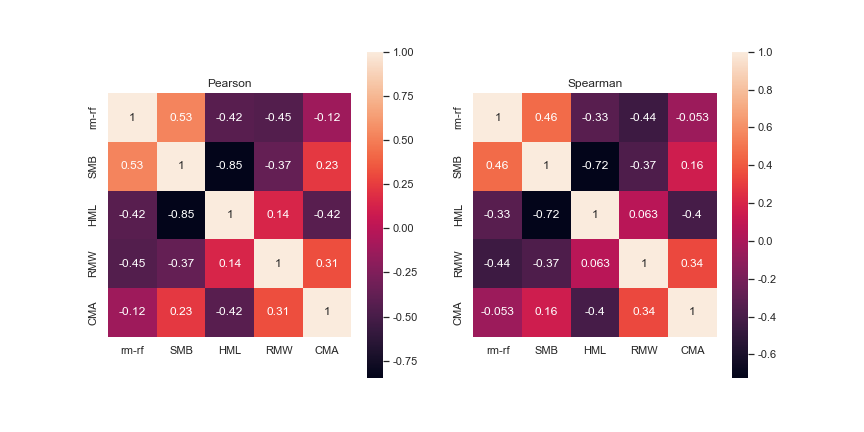 Pearson
rm-rf 1 0.53 -0.42 -0.45 -0.12
SMB 0.53 1 -0.85 -0.37 0.23
HML -0.42 -0.85 1 0.14 -0.42
RMW -0.45 -0.37 0.14 1 0.31
CMA -0.12 0.23 -0.42 0.31 1
rm-rf SMB HML RMW CMA
1.00
0.75
0.50
0.25
0.00
-0.25
-0.50
-0.75
Spearman
rm-rf 1 0.46 -0.33 -0.44 -0.053
SMB 0.46 1 -0.72 -0.37 0.16
HML -0.33 -0.72 1 0.063 -0.4
RMW -0.44 -0.37 0.063 1 0.34
CMA -0.053 0.16 -0.4 0.34 1
rm-rf SMB HML RMW CMA
1.0
0.8
0.6
0.4
0.2
0.0
-0.2
-0.4
-0.6